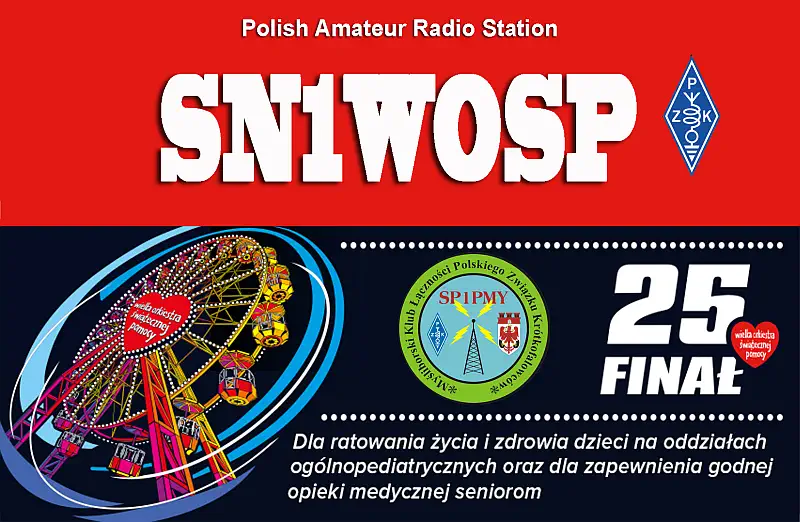 Polish Amateur Radio Station
SN1WOSP
P
Z K
wielka orkiestra
świątecznej
pomocy
Myśliborski Klub Łączności Polskiego Związku Krótkofalowców
SP1PMY
25
FINAŁ
wielka orkiestra
świątecznej
pomocy
Dla ratowania życia i zdrowia dzieci na oddziałach
ogólnopediatrycznych oraz dla zapewnienia godnej
opieki medycznej seniorom